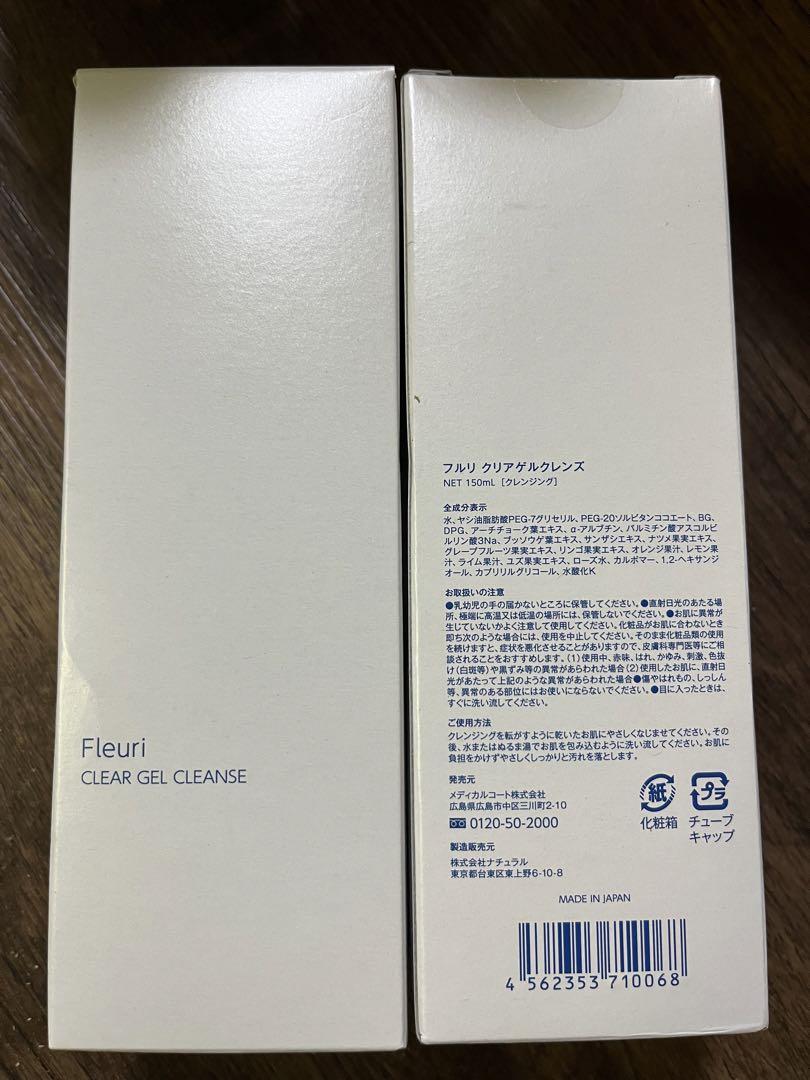 Fleuri
CLEAR GEL CLEANSE
フルリ クリアゲルクレンズ
NET 150mL [クレンジング]
全成分表示
水、ヤシ油脂肪酸PEG-7グリセリル、PEG-20ソルビタンココエート、BG、
DPG、アーチチョーク葉エキス、α-アルブチン、パルミチン酸アスコルビ
ルリン酸3Na、ブッソウゲ葉エキス、サンザシエキス、ナツメ果実エキス、
グレープフルーツ果実エキス、リンゴ果実エキス、オレンジ果汁、レモン果
汁、ライム果汁、ユズ果実エキス、ローズ水、カルボマー、1,2-ヘキサンジ
オール、カプリリルグリコール、水酸化K
お取扱いの注意
●乳幼児の手の届かないところに保管してください。●直射日光のあたる場
所、極端に高温又は低温の場所には、保管しないでください。●お肌に異常が
生じていないかよく注意して使用してください。化粧品がお肌に合わないとき
即ち次のような場合には、使用を中止してください。そのまま化粧品類の使用
を続けますと、症状を悪化させることがありますので、皮膚科専門医等にご相
談されることをおすすめします。(1)使用中、赤味、はれ、かゆみ、刺激、色抜
け(白斑等)や黒ずみ等の異常があらわれた場合(2)使用したお肌に、直射日
光があたって上記のような異常があらわれた場合●傷やはれもの、しっしん
等、異常のある部位にはお使いにならないでください。●目に入ったときは、
すぐに洗い流してください。
ご使用方法
クレンジングを転がすように乾いたお肌にやさしくなじませてください。その
後、水またはぬるま湯でお肌を包み込むように洗い流してください。お肌に
負担をかけずやさしくしっかりと汚れを落とします。
発売元
メディカルコート株式会社
広島県広島市中区三川町2-10
0120-50-2000
紙
化粧箱
プラ
チューブ
キャップ
製造販売元
株式会社ナチュラル
東京都台東区東上野6-10-8
MADE IN JAPAN
4 562353 710068